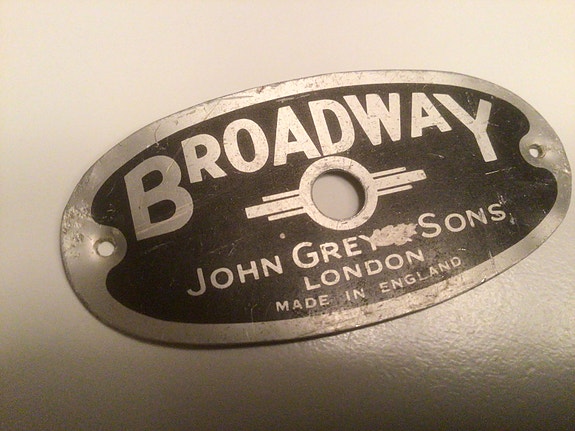 BROADWAY
JOHN GREY SONS
LONDON
MADE IN ENGLAND